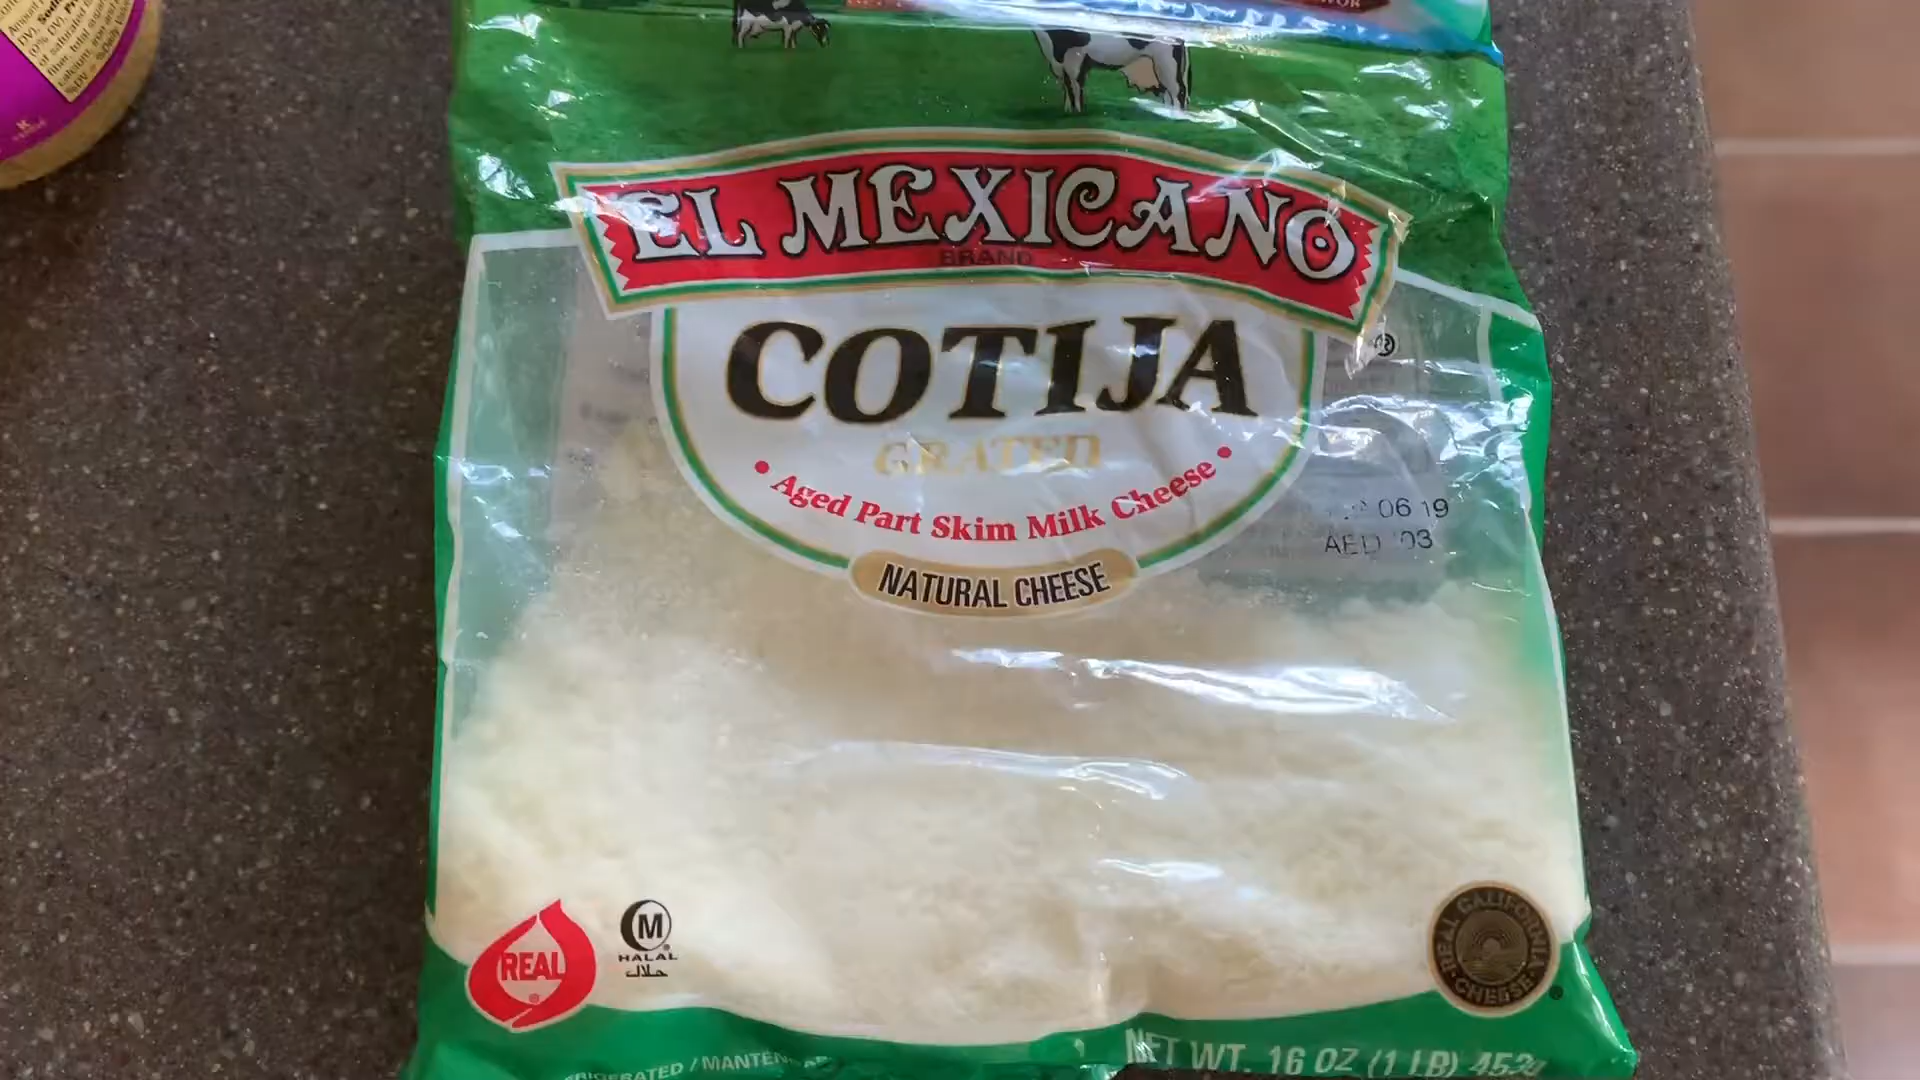 EL MEXICANO
BRAND
®
COTIJA
GRATED
• Aged Part Skim Milk Cheese •
06 19
AED 03
NATURAL CHEESE
REAL
®
M
HALAL
حلال
REAL CALIFORNIA
CHEESE
NET WT. 16 OZ (1 LB) 453g
K